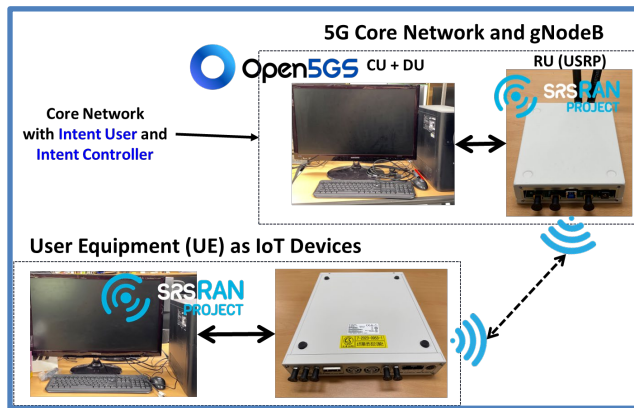 5G Core Network and gNodeB
Open5GS
CU + DU
RU (USRP)
SRSRAN
PROJECT
Core Network
with Intent User and
Intent Controller
User Equipment (UE) as IoT Devices
SRSRAN
PROJECT